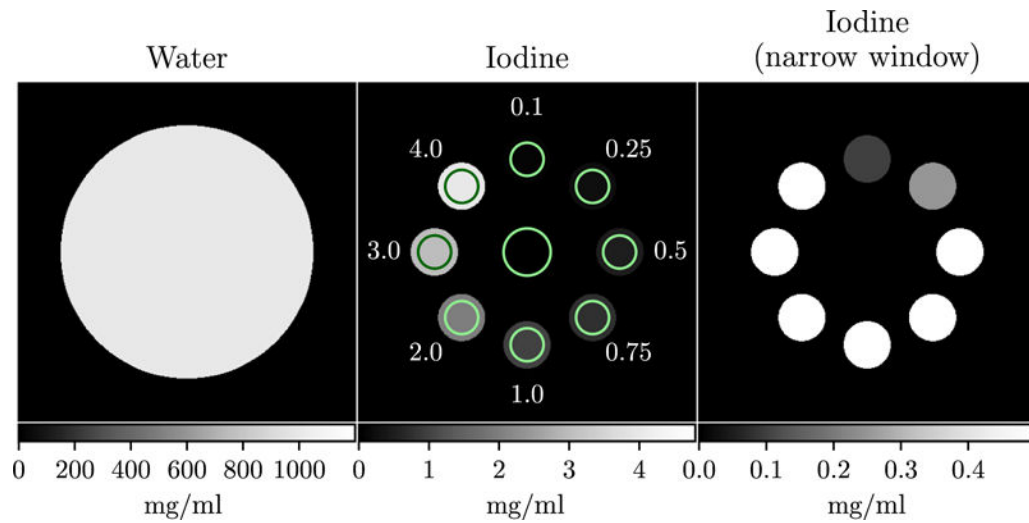 Water
Iodine
Iodine
(narrow window)
0.1
4.0
0.25
3.0
0.5
2.0
0.75
1.0
0 200 400 600 800 1000
0 1 2 3 4
0.0 0.1 0.2 0.3 0.4
mg/ml
mg/ml
mg/ml